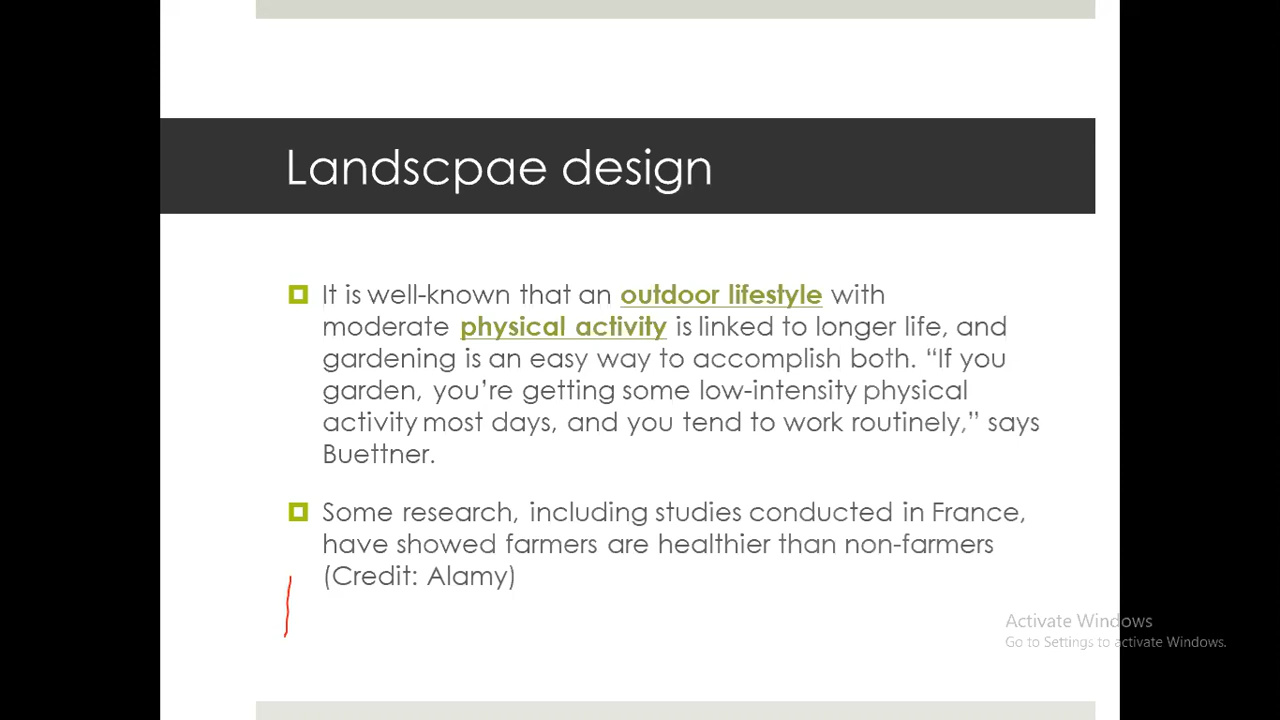 Landscpae design
It is well-known that an outdoor lifestyle with
moderate physical activity is linked to longer life, and
gardening is an easy way to accomplish both. “If you
garden, you’re getting some low-intensity physical
activity most days, and you tend to work routinely,” says
Buettner.
Some research, including studies conducted in France,
have showed farmers are healthier than non-farmers
(Credit: Alamy)
Activate Windows
Go to Settings to activate Windows.